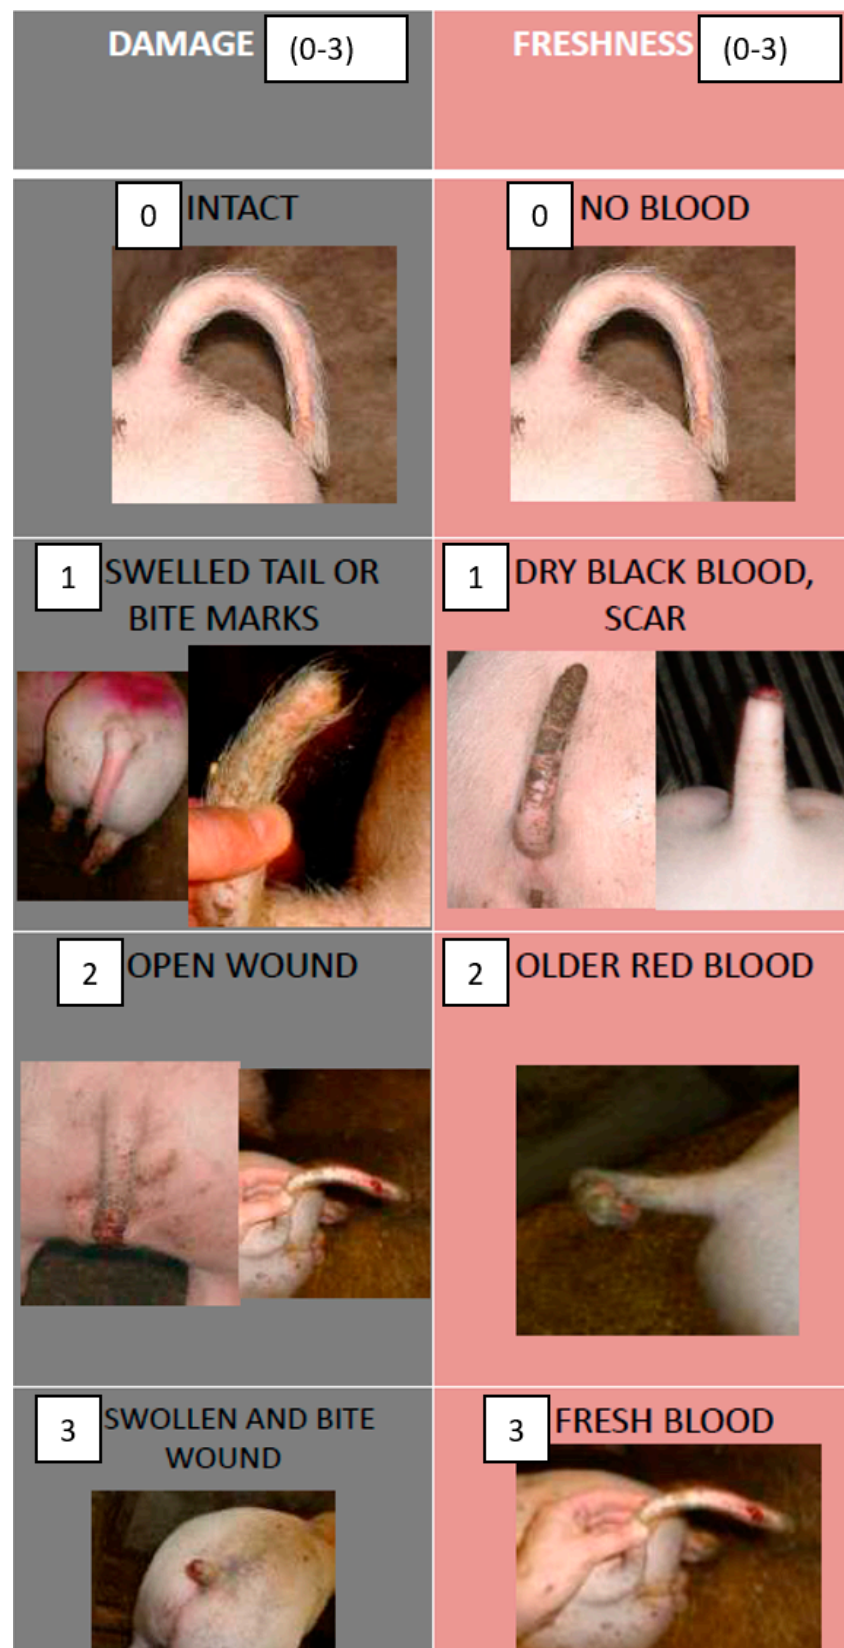 DAMAGE (0-3)
FRESHNESS (0-3)
0 INTACT
0 NO BLOOD
1 SWELLED TAIL OR
BITE MARKS
1 DRY BLACK BLOOD,
SCAR
2 OPEN WOUND
2 OLDER RED BLOOD
3 SWOLLEN AND BITE
WOUND
3 FRESH BLOOD